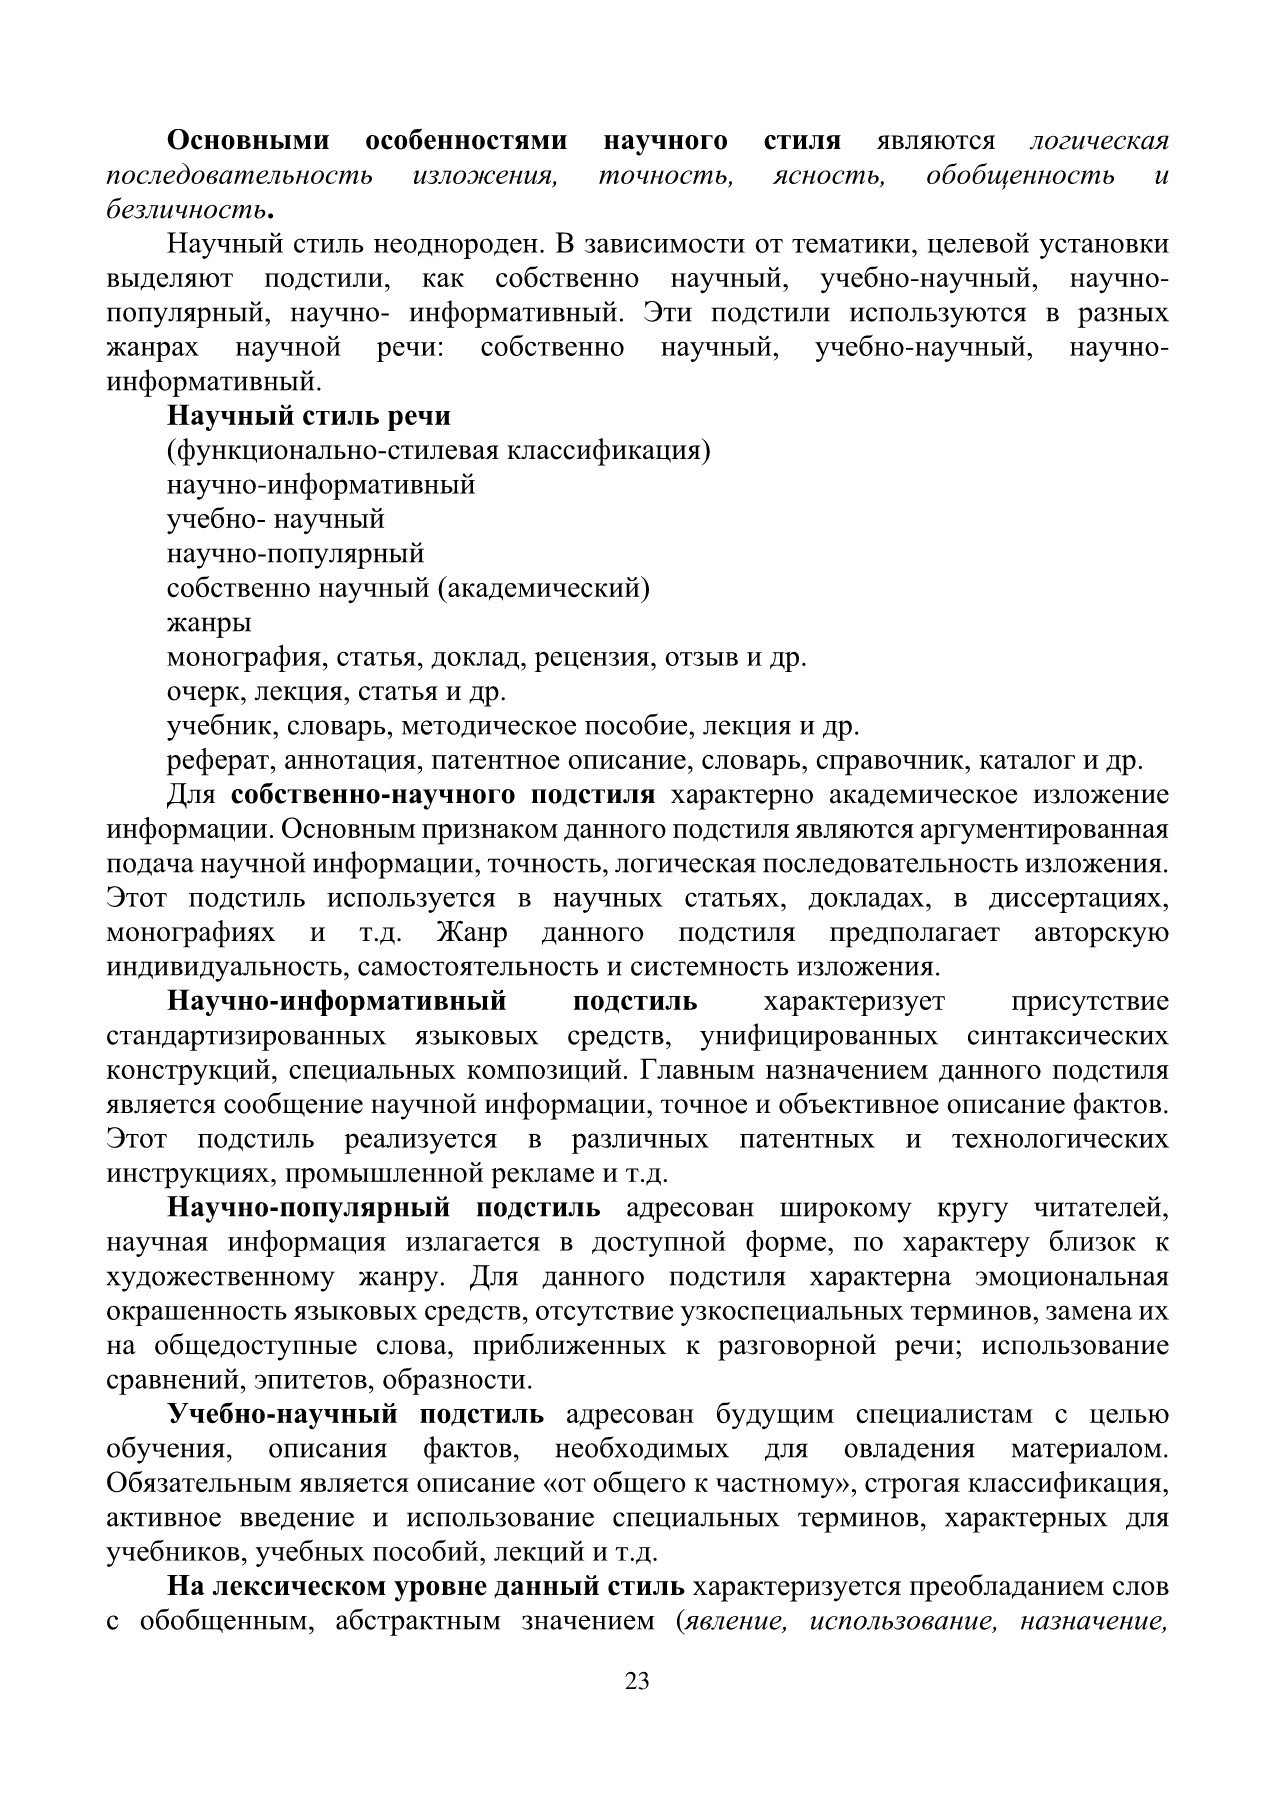 Основными особенностями научного стиля являются логическая
последовательность изложения, точность, ясность, обобщенность и
безличность.
Научный стиль неоднороден. В зависимости от тематики, целевой установки
выделяют подстили, как собственно научный, учебно-научный, научно-
популярный, научно- информативный. Эти подстили используются в разных
жанрах научной речи: собственно научный, учебно-научный, научно-
информативный.
Научный стиль речи
(функционально-стилевая классификация)
научно-информативный
учебно- научный
научно-популярный
собственно научный (академический)
жанры
монография, статья, доклад, рецензия, отзыв и др.
очерк, лекция, статья и др.
учебник, словарь, методическое пособие, лекция и др.
реферат, аннотация, патентное описание, словарь, справочник, каталог и др.
Для собственно-научного подстиля характерно академическое изложение
информации. Основным признаком данного подстиля являются аргументированная
подача научной информации, точность, логическая последовательность изложения.
Этот подстиль используется в научных статьях, докладах, в диссертациях,
монографиях и т.д. Жанр данного подстиля предполагает авторскую
индивидуальность, самостоятельность и системность изложения.
Научно-информативный подстиль характеризует присутствие
стандартизированных языковых средств, унифицированных синтаксических
конструкций, специальных композиций. Главным назначением данного подстиля
является сообщение научной информации, точное и объективное описание фактов.
Этот подстиль реализуется в различных патентных и технологических
инструкциях, промышленной рекламе и т.д.
Научно-популярный подстиль адресован широкому кругу читателей,
научная информация излагается в доступной форме, по характеру близок к
художественному жанру. Для данного подстиля характерна эмоциональная
окрашенность языковых средств, отсутствие узкоспециальных терминов, замена их
на общедоступные слова, приближенных к разговорной речи; использование
сравнений, эпитетов, образности.
Учебно-научный подстиль адресован будущим специалистам с целью
обучения, описания фактов, необходимых для овладения материалом.
Обязательным является описание «от общего к частному», строгая классификация,
активное введение и использование специальных терминов, характерных для
учебников, учебных пособий, лекций и т.д.
На лексическом уровне данный стиль характеризуется преобладанием слов
с обобщенным, абстрактным значением (явление, использование, назначение,
23